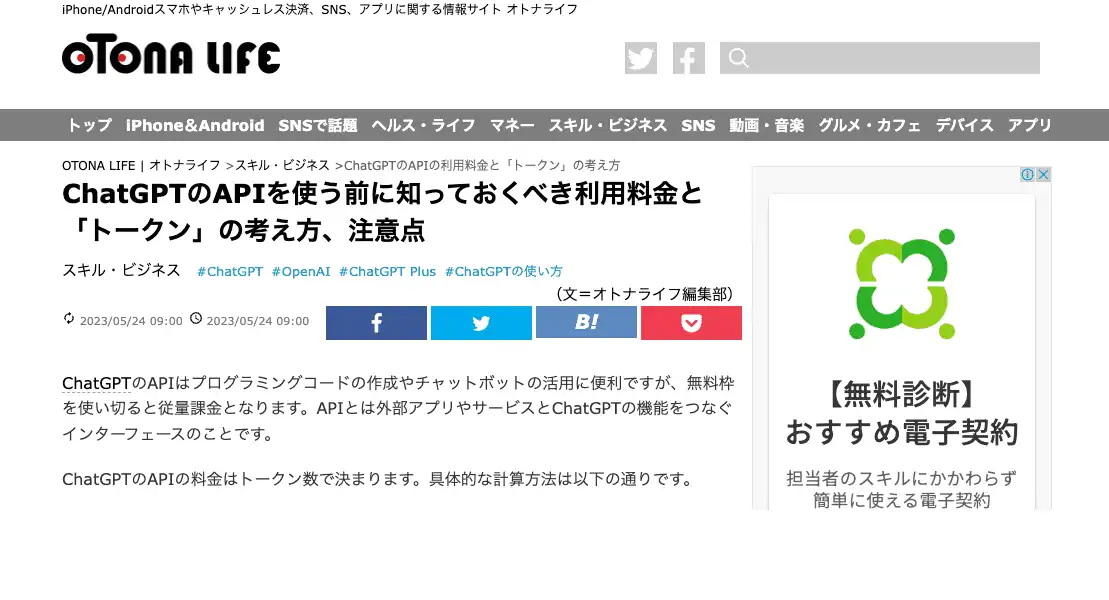 iPhone/Androidスマホやキャッシュレス決済、SNS、アプリに関する情報サイト オトナライフ
OTONA LIFE
トップ iPhone＆Android SNSで話題 ヘルス・ライフ マネー スキル・ビジネス SNS 動画・音楽 グルメ・カフェ デバイス アプリ
OTONA LIFE | オトナライフ >スキル・ビジネス >ChatGPTのAPIの利用料金と「トークン」の考え方
ChatGPTのAPIを使う前に知っておくべき利用料金と
「トークン」の考え方、注意点
スキル・ビジネス #ChatGPT #OpenAI #ChatGPT Plus #ChatGPTの使い方
（文＝オトナライフ編集部）
2023/05/24 09:00 2023/05/24 09:00
B!
ChatGPTのAPIはプログラミングコードの作成やチャットボットの活用に便利ですが、無料枠
を使い切ると従量課金となります。APIとは外部アプリやサービスとChatGPTの機能をつなぐ
インターフェースのことです。
ChatGPTのAPIの料金はトークン数で決まります。具体的な計算方法は以下の通りです。
【無料診断】
おすすめ電子契約
担当者のスキルにかかわらず
簡単に使える電子契約